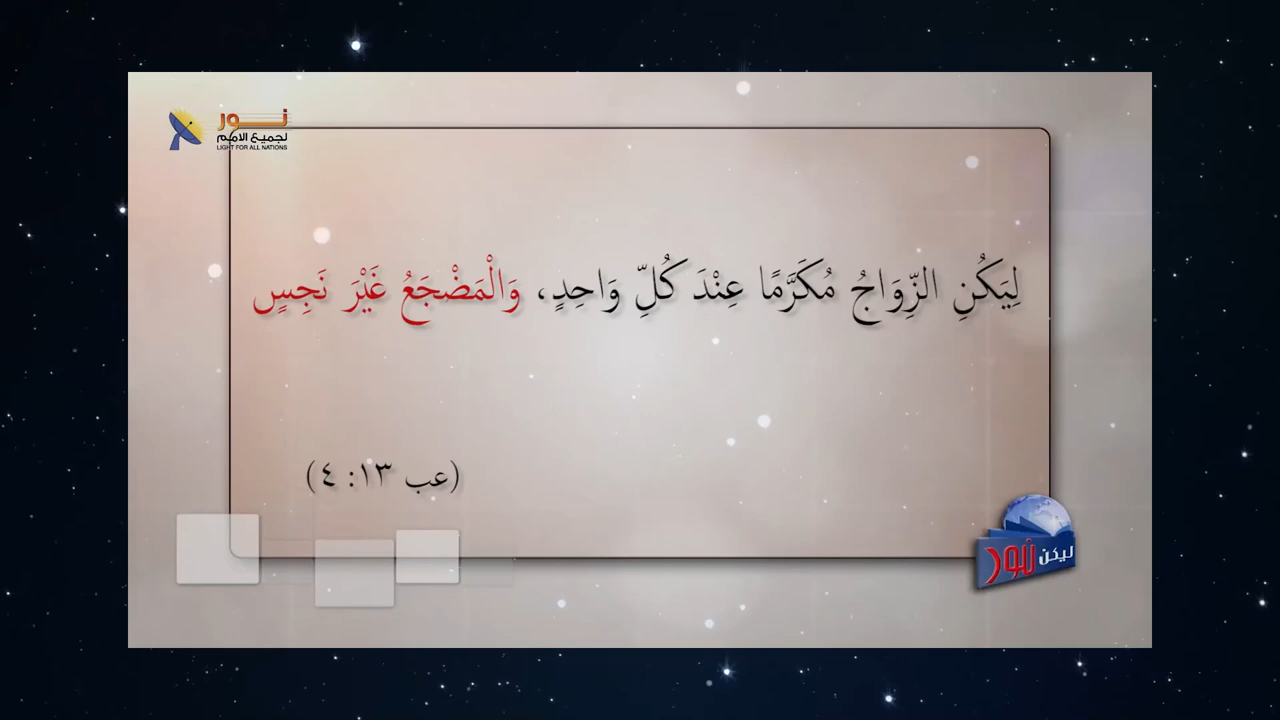 نور
لجميع الامم
LIGHT FOR ALL NATIONS
لِيَكُنِ الزِّوَاجُ مُكَرَّمًا عِنْدَ كُلِّ وَاحِدٍ، وَالْمَضْجَعُ غَيْرَ نَجِسٍ
(عب ١٣: ٤)
ليكن نور